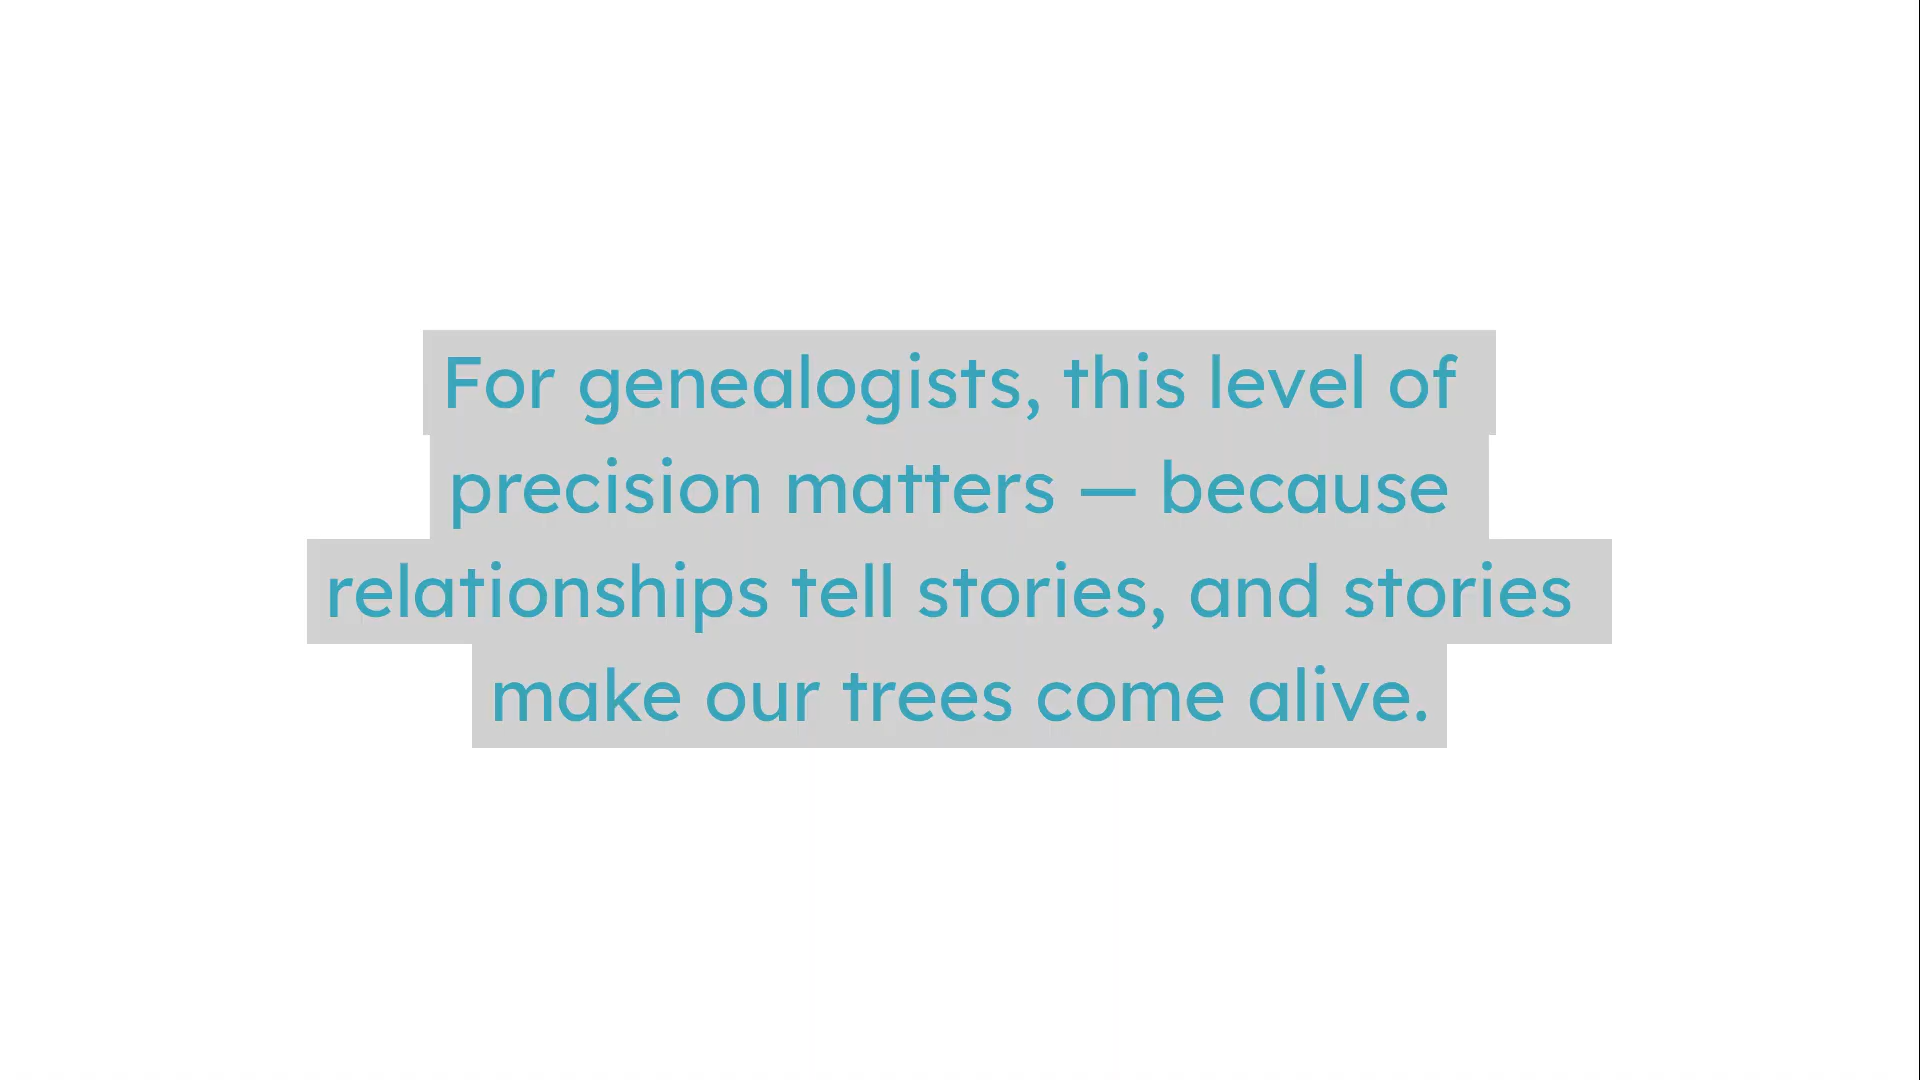 For genealogists, this level of
precision matters — because
relationships tell stories, and stories
make our trees come alive.